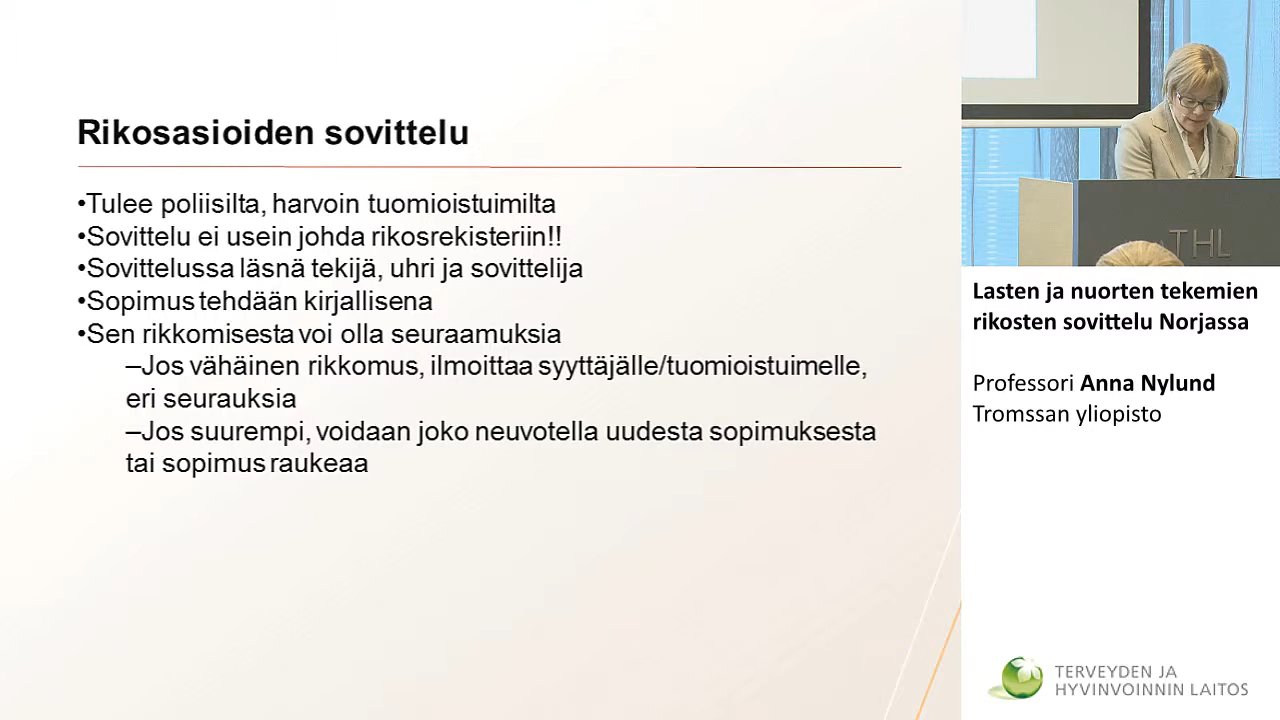 Rikosasioiden sovittelu
•Tulee poliisilta, harvoin tuomioistuimilta
•Sovittelu ei usein johda rikosrekisteriin!!
•Sovittelussa läsnä tekijä, uhri ja sovittelija
•Sopimus tehdään kirjallisena
•Sen rikkomisesta voi olla seuraamuksia
–Jos vähäinen rikkomus, ilmoittaa syyttäjälle/tuomioistuimelle,
eri seurauksia
–Jos suurempi, voidaan joko neuvotella uudesta sopimuksesta
tai sopimus raukeaa
THL
Lasten ja nuorten tekemien
rikosten sovittelu Norjassa
Professori Anna Nylund
Tromssan yliopisto
TERVEYDEN JA
HYVINVOINNIN LAITOS